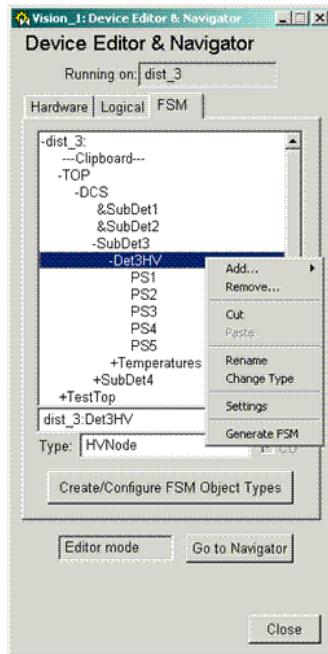 Vision_1: Device Editor & Navigator
Device Editor & Navigator
Running on: dist_3
Hardware Logical FSM
-dist_3:
---Clipboard---
-TOP
-DCS
&SubDet1
&SubDet2
-SubDet3
-Det3HV
PS1
PS2
PS3
PS4
PS5
+Temperatures
+SubDet4
+TestTop
Add...
Remove...
Cut
Paste
Rename
Change Type
Settings
Generate FSM
dist_3:Det3HV
Type: HVNode
CU
Create/Configure FSM Object Types
Editor mode Go to Navigator
Close